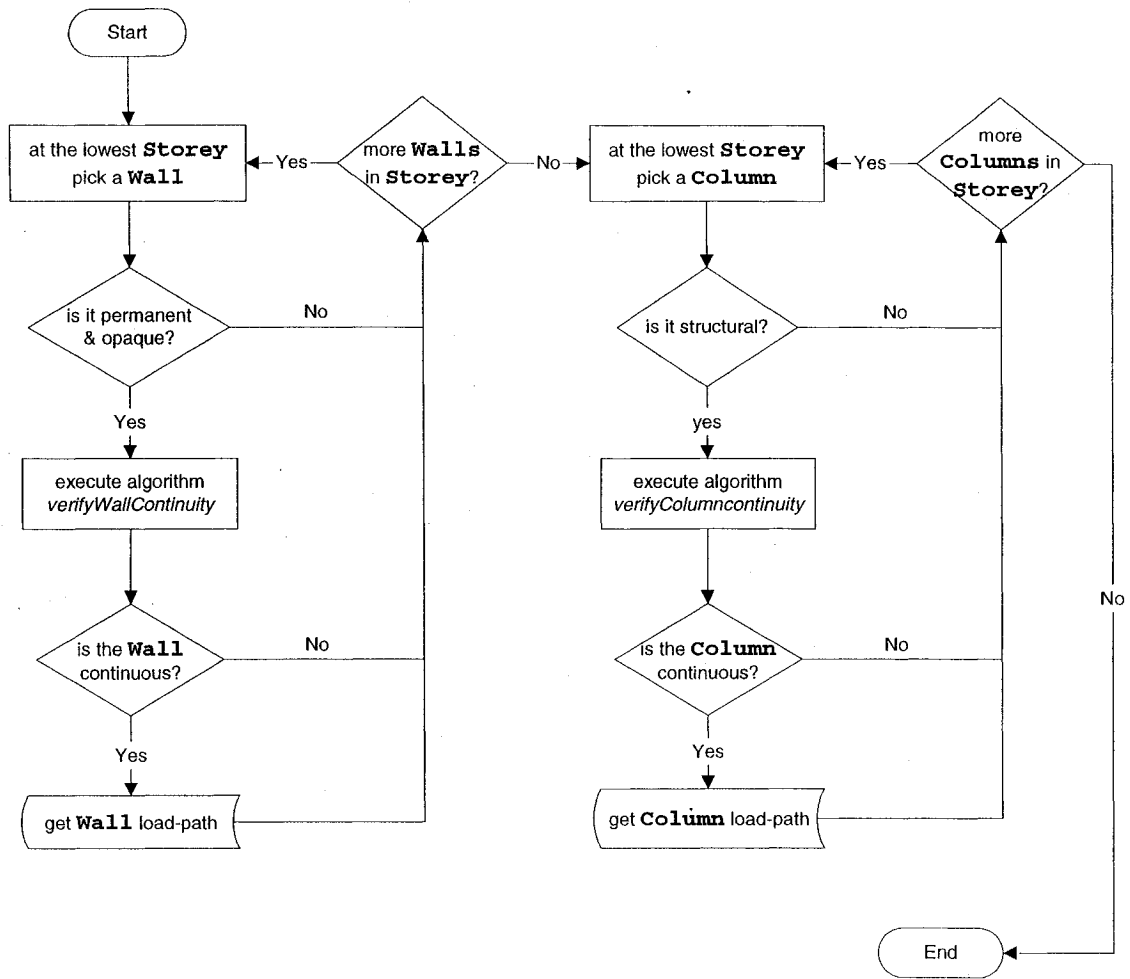 Start
at the lowest Storey
pick a Wall
Yes
more Walls
in Storey?
No
is it permanent
& opaque?
No
Yes
execute algorithm
verifyWallContinuity
is the Wall
continuous?
No
Yes
get Wall load-path
at the lowest Storey
pick a Column
Yes
more
Columns in
Storey?
is it structural?
No
yes
execute algorithm
verifyColumncontinuity
is the Column
continuous?
No
Yes
get Column load-path
No
End